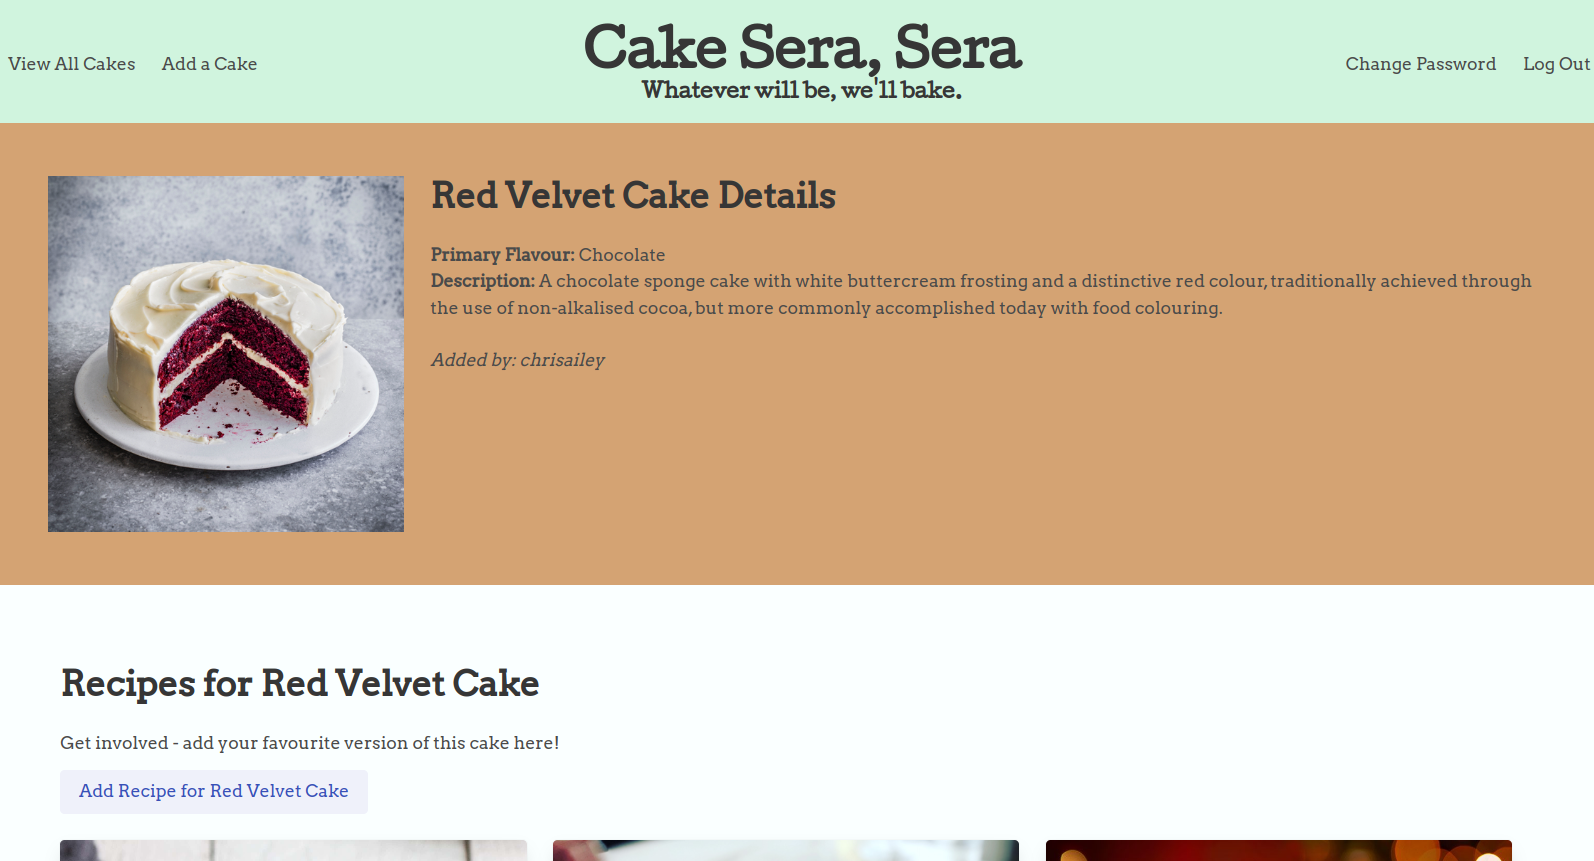 View All Cakes
Add a Cake
Cake Sera, Sera
Whatever will be, we'll bake.
Change Password
Log Out
Red Velvet Cake Details
Primary Flavour: Chocolate
Description: A chocolate sponge cake with white buttercream frosting and a distinctive red colour, traditionally achieved through
the use of non-alkalised cocoa, but more commonly accomplished today with food colouring.
Added by: chrisailey
Recipes for Red Velvet Cake
Get involved - add your favourite version of this cake here!
Add Recipe for Red Velvet Cake